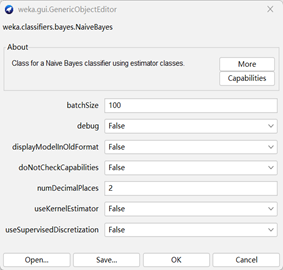 weka.gui.GenericObjectEditor
weka.classifiers.bayes.NaiveBayes
About
Class for a Naive Bayes classifier using estimator classes.
More
Capabilities
batchSize 100
debug False
displayModelInOldFormat False
doNotCheckCapabilities False
numDecimalPlaces 2
useKernelEstimator False
useSupervisedDiscretization False
Open... Save... OK Cancel